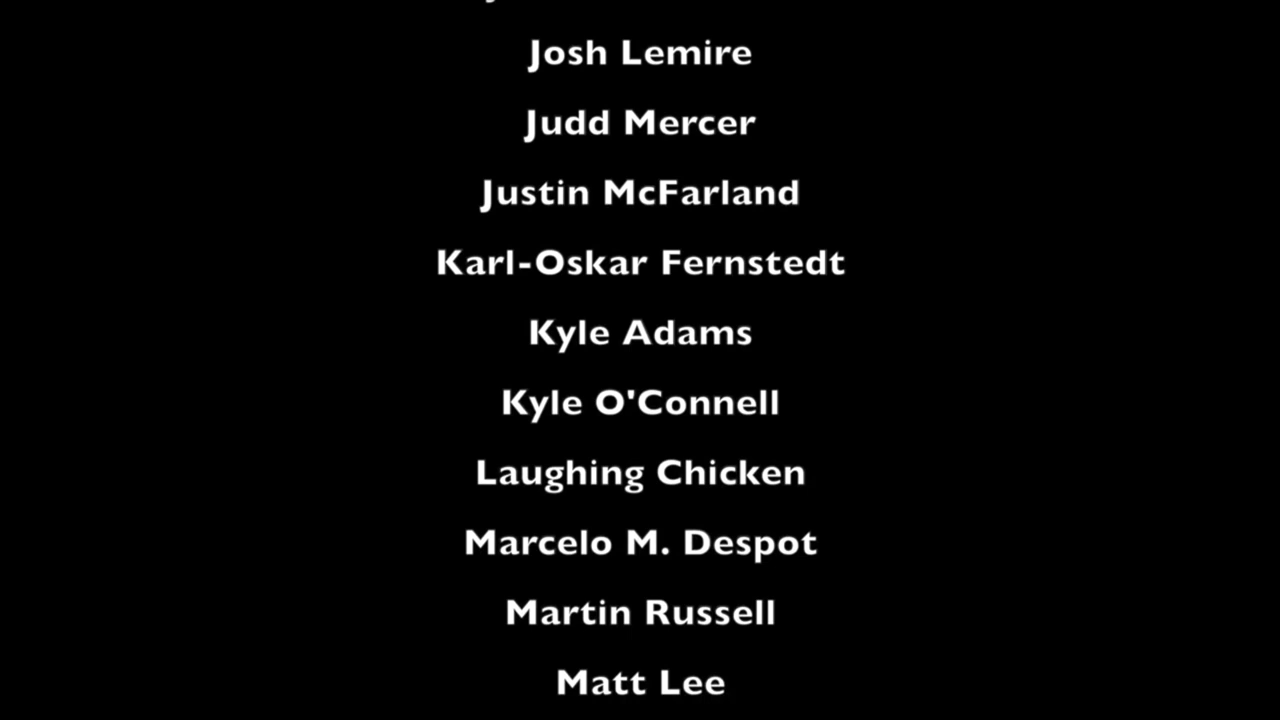 Josh Lemire
Judd Mercer
Justin McFarland
Karl-Oskar Fernstedt
Kyle Adams
Kyle O'Connell
Laughing Chicken
Marcelo M. Despot
Martin Russell
Matt Lee